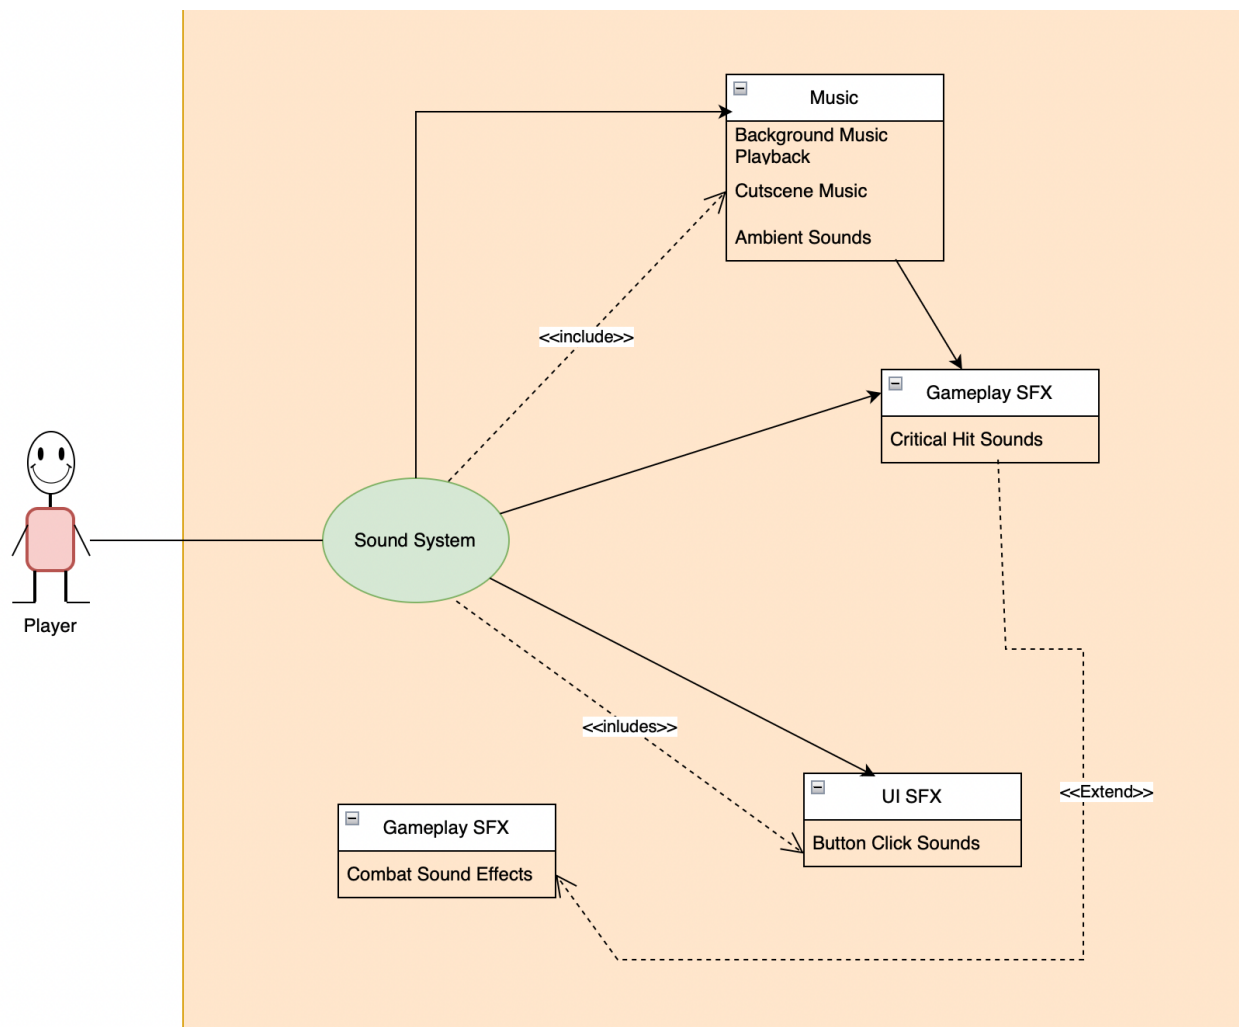 Music
Background Music
Playback
Cutscene Music
Ambient Sounds
<<include>>
Gameplay SFX
Critical Hit Sounds
Sound System
Player
<<inludes>>
UI SFX
Button Click Sounds
<<Extend>>
Gameplay SFX
Combat Sound Effects